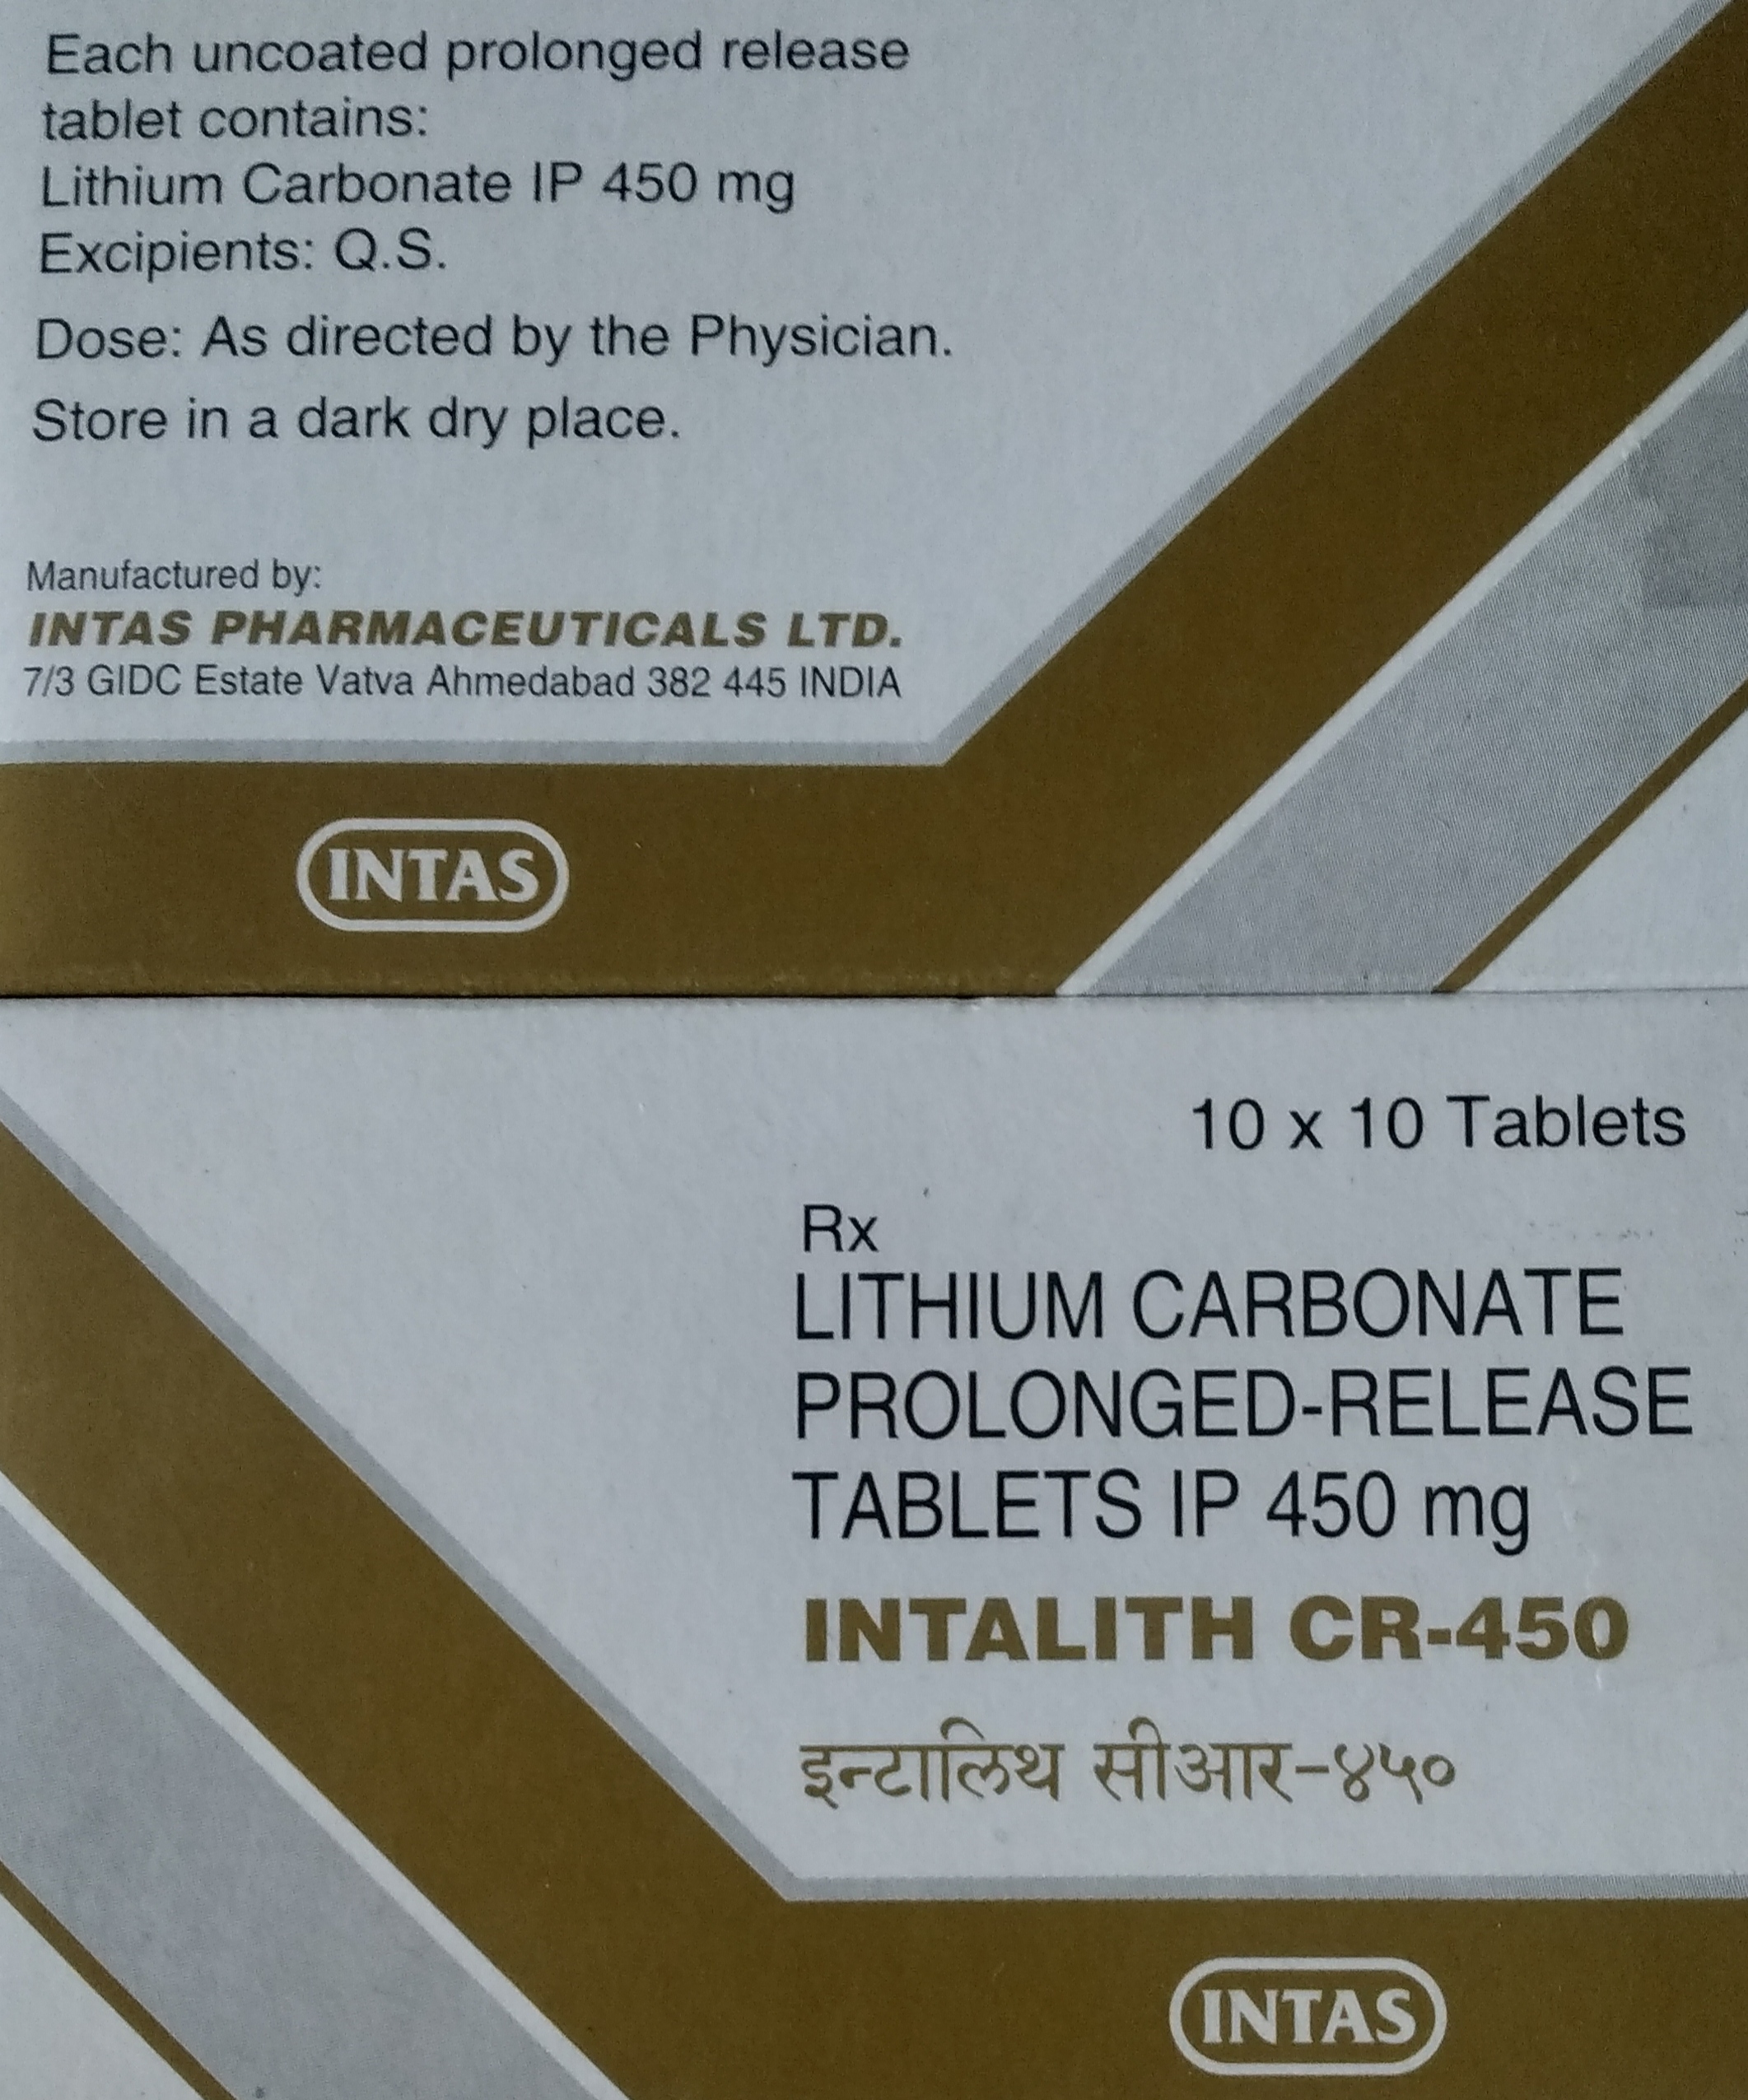 Each uncoated prolonged release
tablet contains:
Lithium Carbonate IP 450 mg
Excipients: Q.S.
Dose: As directed by the Physician.
Store in a dark dry place.
Manufactured by:
INTAS PHARMACEUTICALS LTD.
7/3 GIDC Estate Vatva Ahmedabad 382 445 INDIA
INTAS
10 x 10 Tablets
Rx
LITHIUM CARBONATE
PROLONGED-RELEASE
TABLETS IP 450 mg
INTALITH CR-450
इन्टालिथ सीआर-४५०
INTAS